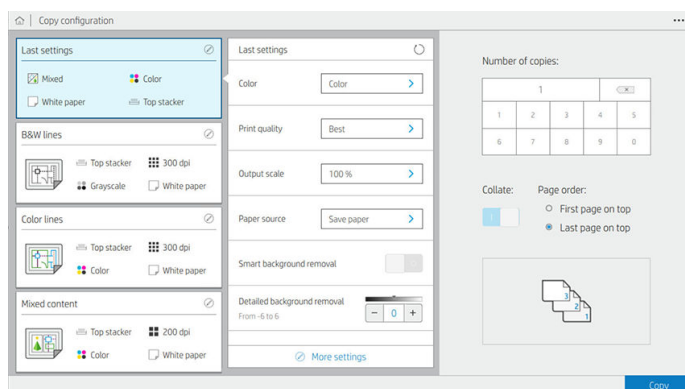 Copy configuration
Last settings
Mixed
Color
White paper
Top stacker
B&W lines
Top stacker
300 dpi
Grayscale
White paper
Color lines
Top stacker
300 dpi
Color
White paper
Mixed content
Top stacker
200 dpi
Color
White paper
Last settings
Color
Color
Print quality
Best
Output scale
100 %
Paper source
Save paper
Smart background removal
Detailed background removal
From -6 to 6
− 0 +
More settings
Number of copies:
1
1 2 3 4 5
6 7 8 9 0
Collate:
Page order:
First page on top
Last page on top
3
2
1
Copy